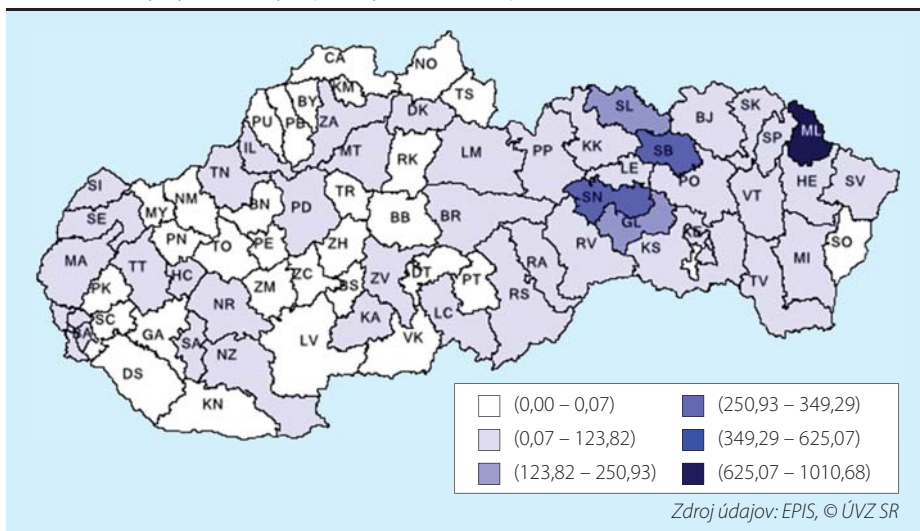 CA
NO
KM
TS
BY
PU
PB
ZA
DK
SL
BJ
SK
SP
ML
IL
MT
RK
LM
PP
KK
SB
LE
PO
HE
SV
TN
SI
SE
MY
NM
BN
PD
TR
BB
BR
SN
GL
VT
PN
TO
PE
ZH
RV
KS
SO
MA
TT
HC
ZM
ZC
BS
ZV
DT
PT
RA
RS
TV
MI
PK
NR
KA
LC
SC
GA
SA
NZ
LV
VK
BA
DS
KN
(0,00 – 0,07) (250,93 – 349,29)
(0,07 – 123,82) (349,29 – 625,07)
(123,82 – 250,93) (625,07 – 1010,68)
Zdroj údajov: EPIS, © ÚVZ SR